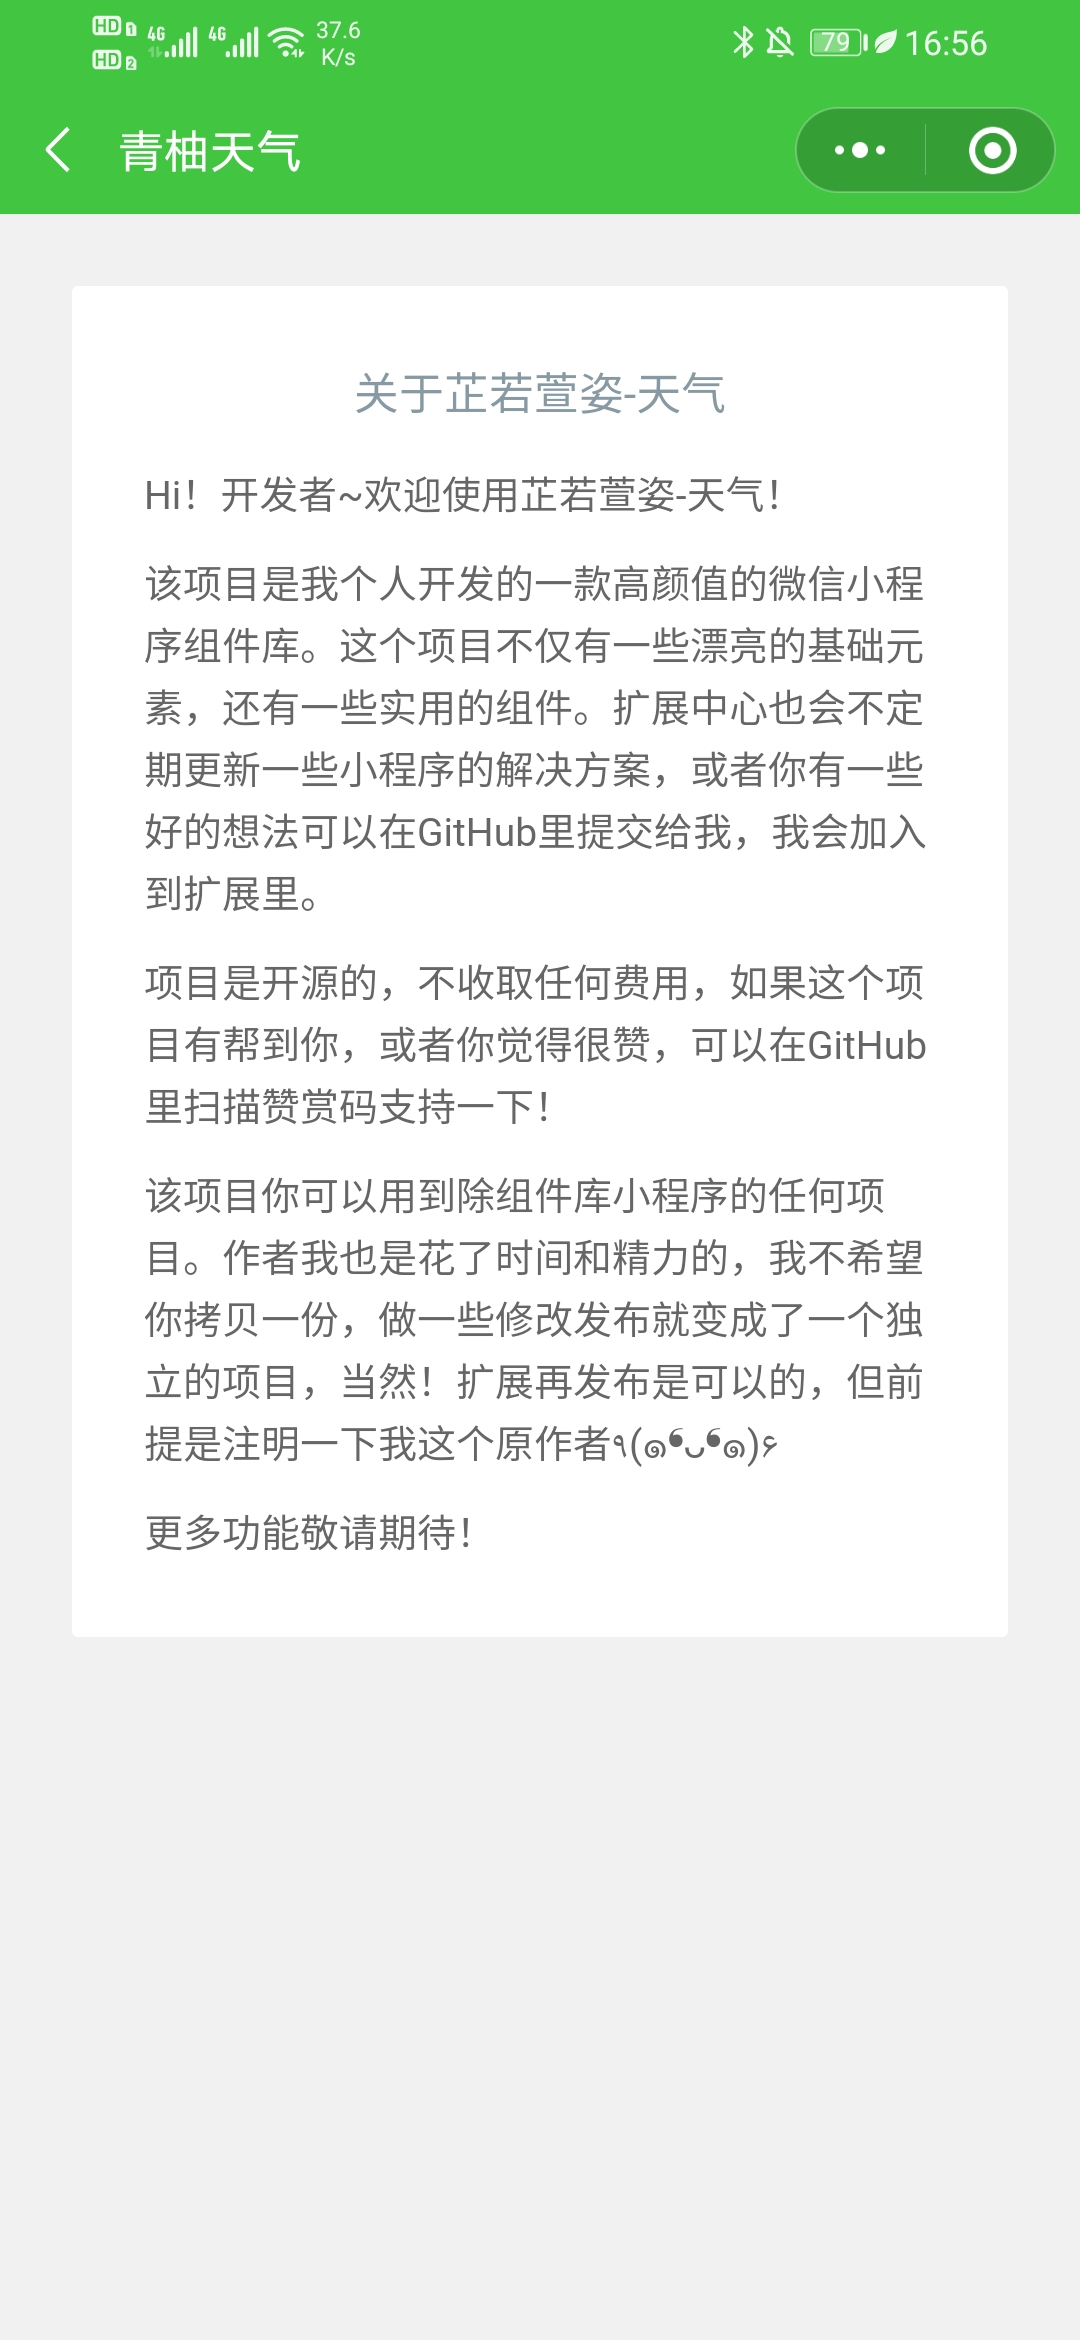 HD 1 4G 4G 37.6 K/s 79 16:56
HD 2
青柚天气
关于芷若萱姿-天气
Hi！开发者~欢迎使用芷若萱姿-天气！
该项目是我个人开发的一款高颜值的微信小程
序组件库。这个项目不仅有一些漂亮的基础元
素，还有一些实用的组件。扩展中心也会不定
期更新一些小程序的解决方案，或者你有一些
好的想法可以在GitHub里提交给我，我会加入
到扩展里。
项目是开源的，不收取任何费用，如果这个项
目有帮到你，或者你觉得很赞，可以在GitHub
里扫描赞赏码支持一下！
该项目你可以用到除组件库小程序的任何项
目。作者我也是花了时间和精力的，我不希望
你拷贝一份，做一些修改发布就变成了一个独
立的项目，当然！扩展再发布是可以的，但前
提是注明一下我这个原作者٩(๑❛ᴗ❛๑)۶
更多功能敬请期待！